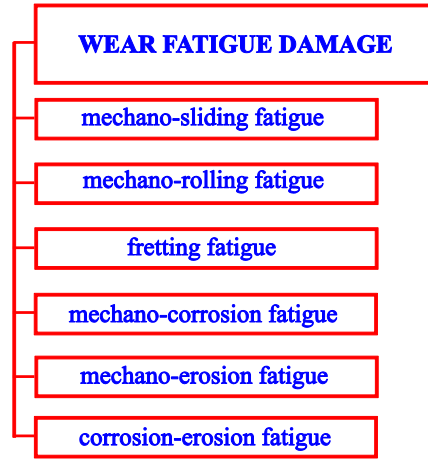 WEAR FATIGUE DAMAGE
mechano-sliding fatigue
mechano-rolling fatigue
fretting fatigue
mechano-corrosion fatigue
mechano-erosion fatigue
corrosion-erosion fatigue